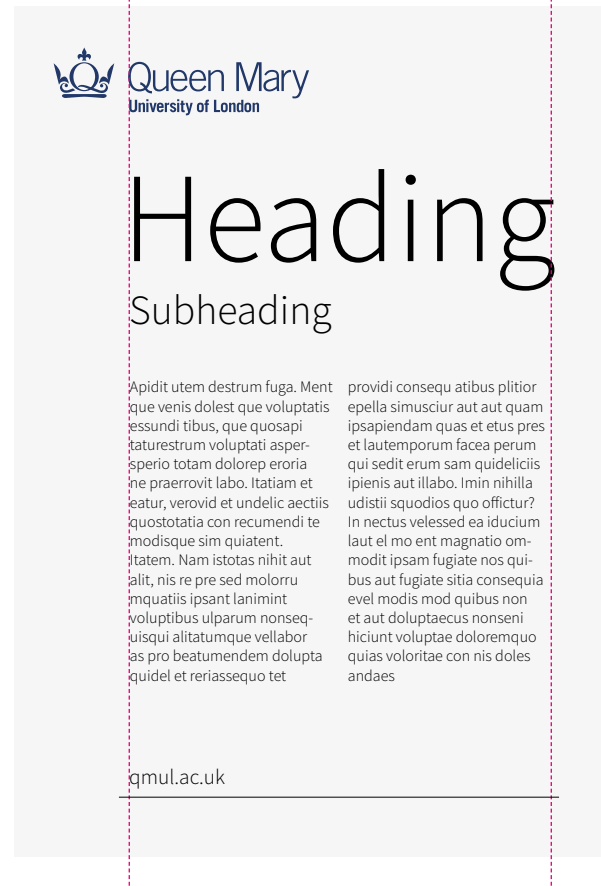 Queen Mary
University of London
Heading
Subheading
Apidit utem destrum fuga. Ment
que venis dolest que voluptatis
essundi tibus, que quosapi
taturestrum voluptati asper-
sperio totam dolorep eroria
ne praerrovit labo. Itatiam et
eatur, verovid et undelic aectiis
quostotatia con recumendi te
modisque sim quiatent.
Itatem. Nam istotas nihit aut
alit, nis re pre sed molorru
mquatiis ipsant lanimint
voluptibus ulparum nonseq-
uisqui alitatumque vellabor
as pro beatumendem dolupta
quidel et reriassequo tet
providi consequ atibus plitior
epella simusciur aut aut quam
ipsapiendam quas et etus pres
et lautemporum facea perum
qui sedit erum sam quideliciis
ipienis aut illabo. Imin nihilla
udistii squodios quo offictur?
In nectus velessed ea iducium
laut el mo ent magnatio om-
modit ipsam fugiate nos qui-
bus aut fugiate sitia consequia
evel modis mod quibus non
et aut doluptaecus nonseni
hiciunt voluptae doloremquo
quias voloritae con nis doles
andaes
qmul.ac.uk